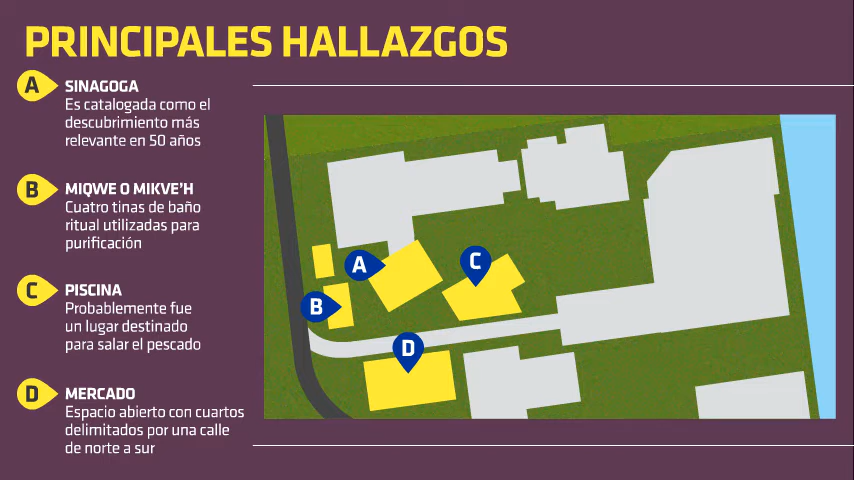 PRINCIPALES HALLAZGOS
A SINAGOGA
Es catalogada como el
descubrimiento más
relevante en 50 años
B MIQWE O MIKVE'H
Cuatro tinas de baño
ritual utilizadas para
purificación
C PISCINA
Probablemente fue
un lugar destinado
para salar el pescado
D MERCADO
Espacio abierto con cuartos
delimitados por una calle
de norte a sur
A
C
B
D